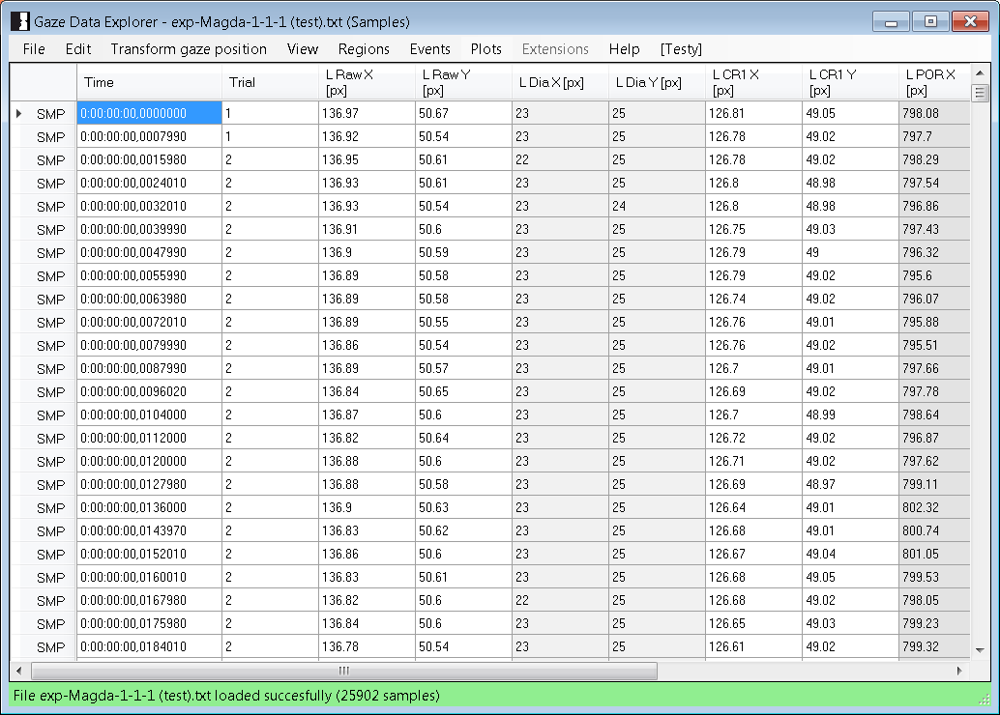 Gaze Data Explorer - exp-Magda-1-1-1 (test).txt (Samples)
File Edit Transform gaze position View Regions Events Plots Extensions Help [Testy]
Time Trial L Raw X [px] L Raw Y [px] L Dia X [px] L Dia Y [px] L CR1 X [px] L CR1 Y [px] L POR X [px]
SMP 0:00:00:00,0000000 1 136.97 50.67 23 25 126.81 49.05 798.08
SMP 0:00:00:00,0007990 1 136.92 50.54 23 25 126.78 49.02 797.7
SMP 0:00:00:00,0015980 2 136.95 50.61 22 25 126.78 49.02 798.29
SMP 0:00:00:00,0024010 2 136.93 50.61 23 25 126.8 48.98 797.54
SMP 0:00:00:00,0032010 2 136.93 50.54 23 24 126.8 48.98 796.86
SMP 0:00:00:00,0039990 2 136.91 50.6 23 25 126.75 49.03 797.43
SMP 0:00:00:00,0047990 2 136.9 50.59 23 25 126.79 49 796.32
SMP 0:00:00:00,0055990 2 136.89 50.58 23 25 126.79 49.02 795.6
SMP 0:00:00:00,0063980 2 136.89 50.58 23 25 126.74 49.02 796.07
SMP 0:00:00:00,0072010 2 136.89 50.55 23 25 126.76 49.01 795.88
SMP 0:00:00:00,0079990 2 136.86 50.54 23 25 126.76 49.02 795.51
SMP 0:00:00:00,0087990 2 136.89 50.57 23 25 126.7 49.01 797.66
SMP 0:00:00:00,0096020 2 136.84 50.65 23 25 126.69 49.02 797.78
SMP 0:00:00:00,0104000 2 136.87 50.6 23 25 126.7 48.99 798.64
SMP 0:00:00:00,0112000 2 136.82 50.64 23 25 126.72 49.02 796.87
SMP 0:00:00:00,0120000 2 136.88 50.6 23 25 126.71 49.02 797.62
SMP 0:00:00:00,0127980 2 136.88 50.58 23 25 126.69 48.97 799.11
SMP 0:00:00:00,0136000 2 136.9 50.63 23 25 126.64 49.01 802.32
SMP 0:00:00:00,0143970 2 136.83 50.62 23 25 126.68 49.01 800.74
SMP 0:00:00:00,0152010 2 136.86 50.6 23 25 126.67 49.04 801.05
SMP 0:00:00:00,0160010 2 136.83 50.61 23 25 126.68 49.05 799.53
SMP 0:00:00:00,0167980 2 136.82 50.6 22 25 126.68 49.02 798.05
SMP 0:00:00:00,0175980 2 136.84 50.6 23 25 126.65 49.03 799.23
SMP 0:00:00:00,0184010 2 136.78 50.54 23 25 126.61 49.02 799.32
File exp-Magda-1-1-1 (test).txt loaded succesfully (25902 samples)